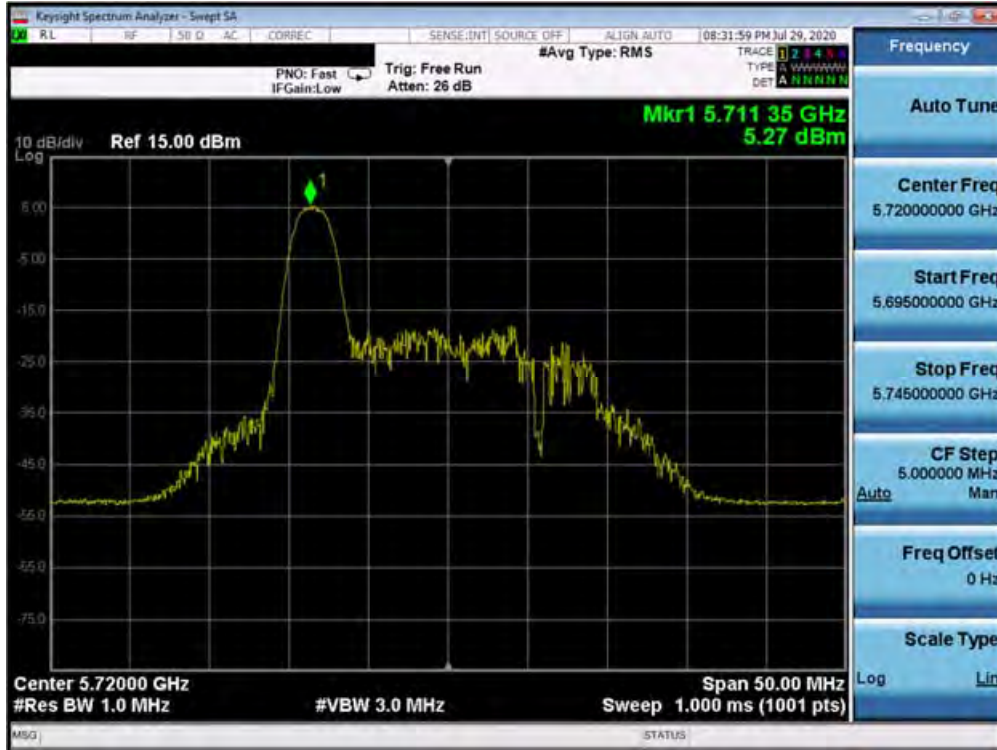 Keysight Spectrum Analyzer - Swept SA
RL RF 50 Ω AC CORREC SENSE:INT SOURCE OFF ALIGN AUTO 08:31:59 PM Jul 29, 2020
#Avg Type: RMS
TRACE 1 2 3 4 5 6
PNO: Fast Trig: Free Run
TYPE A WWWWW
IFGain:Low Atten: 26 dB
DET A N N N N N
Mkr1 5.711 35 GHz
5.27 dBm
10 dB/div Ref 15.00 dBm
Log
1
5.00
-5.00
-15.0
-25.0
-35.0
-45.0
-55.0
-65.0
-75.0
Center 5.72000 GHz Span 50.00 MHz
#Res BW 1.0 MHz #VBW 3.0 MHz Sweep 1.000 ms (1001 pts)
MSG STATUS
Frequency
Auto Tune
Center Freq
5.720000000 GHz
Start Freq
5.695000000 GHz
Stop Freq
5.745000000 GHz
CF Step
5.000000 MHz
Auto Man
Freq Offset
0 Hz
Scale Type
Log Lin